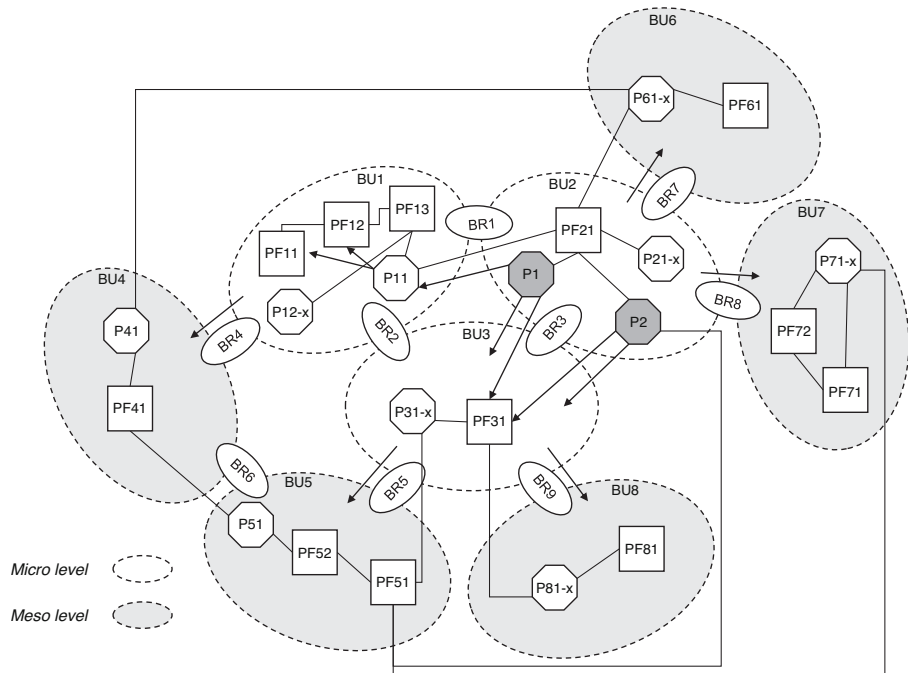 BU6
P61-x
PF61
BR7
BU1
BU2
PF13
PF12
PF11
BR1
PF21
P21-x
BU7
P71-x
P11
P1
BR8
BU4
P12-x
P41
BR4
BR2
BU3
BR3
P2
PF72
PF71
PF41
P31-x
PF31
BR6
BU5
BR5
BR9
BU8
P51
PF52
PF51
PF81
P81-x
Micro level
Meso level